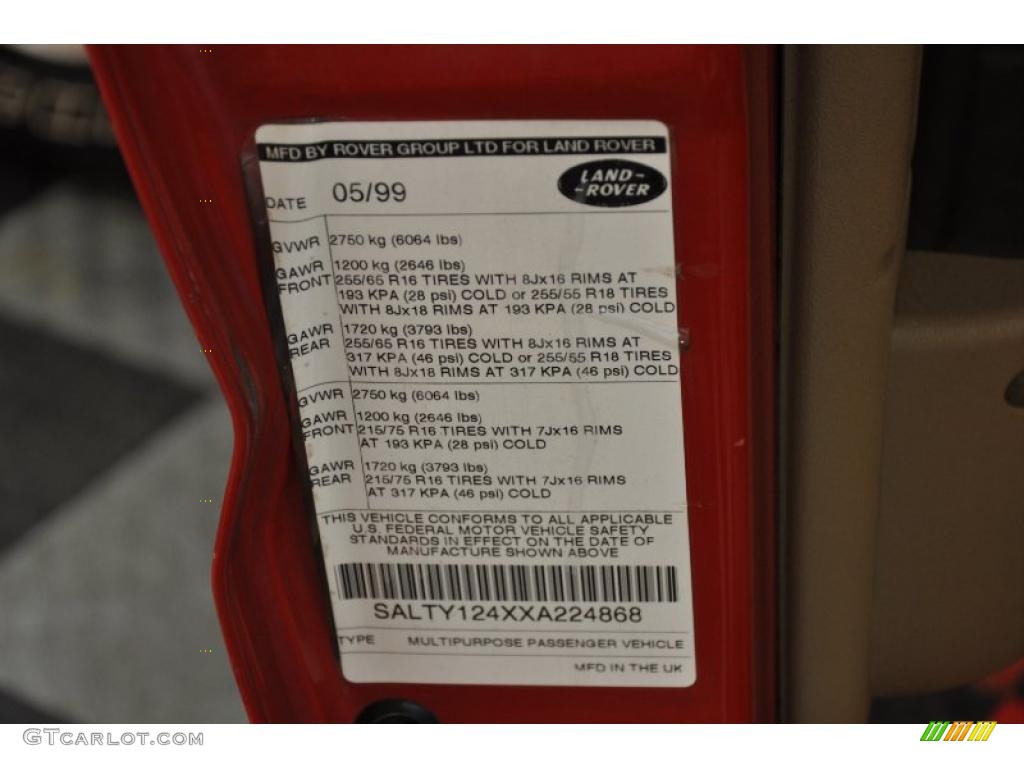 MFD BY ROVER GROUP LTD FOR LAND ROVER
DATE 05/99
LAND-
-ROVER
GVWR 2750 kg (6064 lbs)
GAWR FRONT 1200 kg (2646 lbs)
255/65 R16 TIRES WITH 8Jx16 RIMS AT
193 KPA (28 psi) COLD or 255/55 R18 TIRES
WITH 8Jx18 RIMS AT 193 KPA (28 psi) COLD
GAWR REAR 1720 kg (3793 lbs)
255/65 R16 TIRES WITH 8Jx16 RIMS AT
317 KPA (46 psi) COLD or 255/55 R18 TIRES
WITH 8Jx18 RIMS AT 317 KPA (46 psi) COLD
GVWR 2750 kg (6064 lbs)
GAWR FRONT 1200 kg (2646 lbs)
215/75 R16 TIRES WITH 7Jx16 RIMS
AT 193 KPA (28 psi) COLD
GAWR REAR 1720 kg (3793 lbs)
215/75 R16 TIRES WITH 7Jx16 RIMS
AT 317 KPA (46 psi) COLD
THIS VEHICLE CONFORMS TO ALL APPLICABLE
U.S. FEDERAL MOTOR VEHICLE SAFETY
STANDARDS IN EFFECT ON THE DATE OF
MANUFACTURE SHOWN ABOVE
SALTY124XXA224868
TYPE MULTIPURPOSE PASSENGER VEHICLE
MFD IN THE UK
GTCARLOT.COM